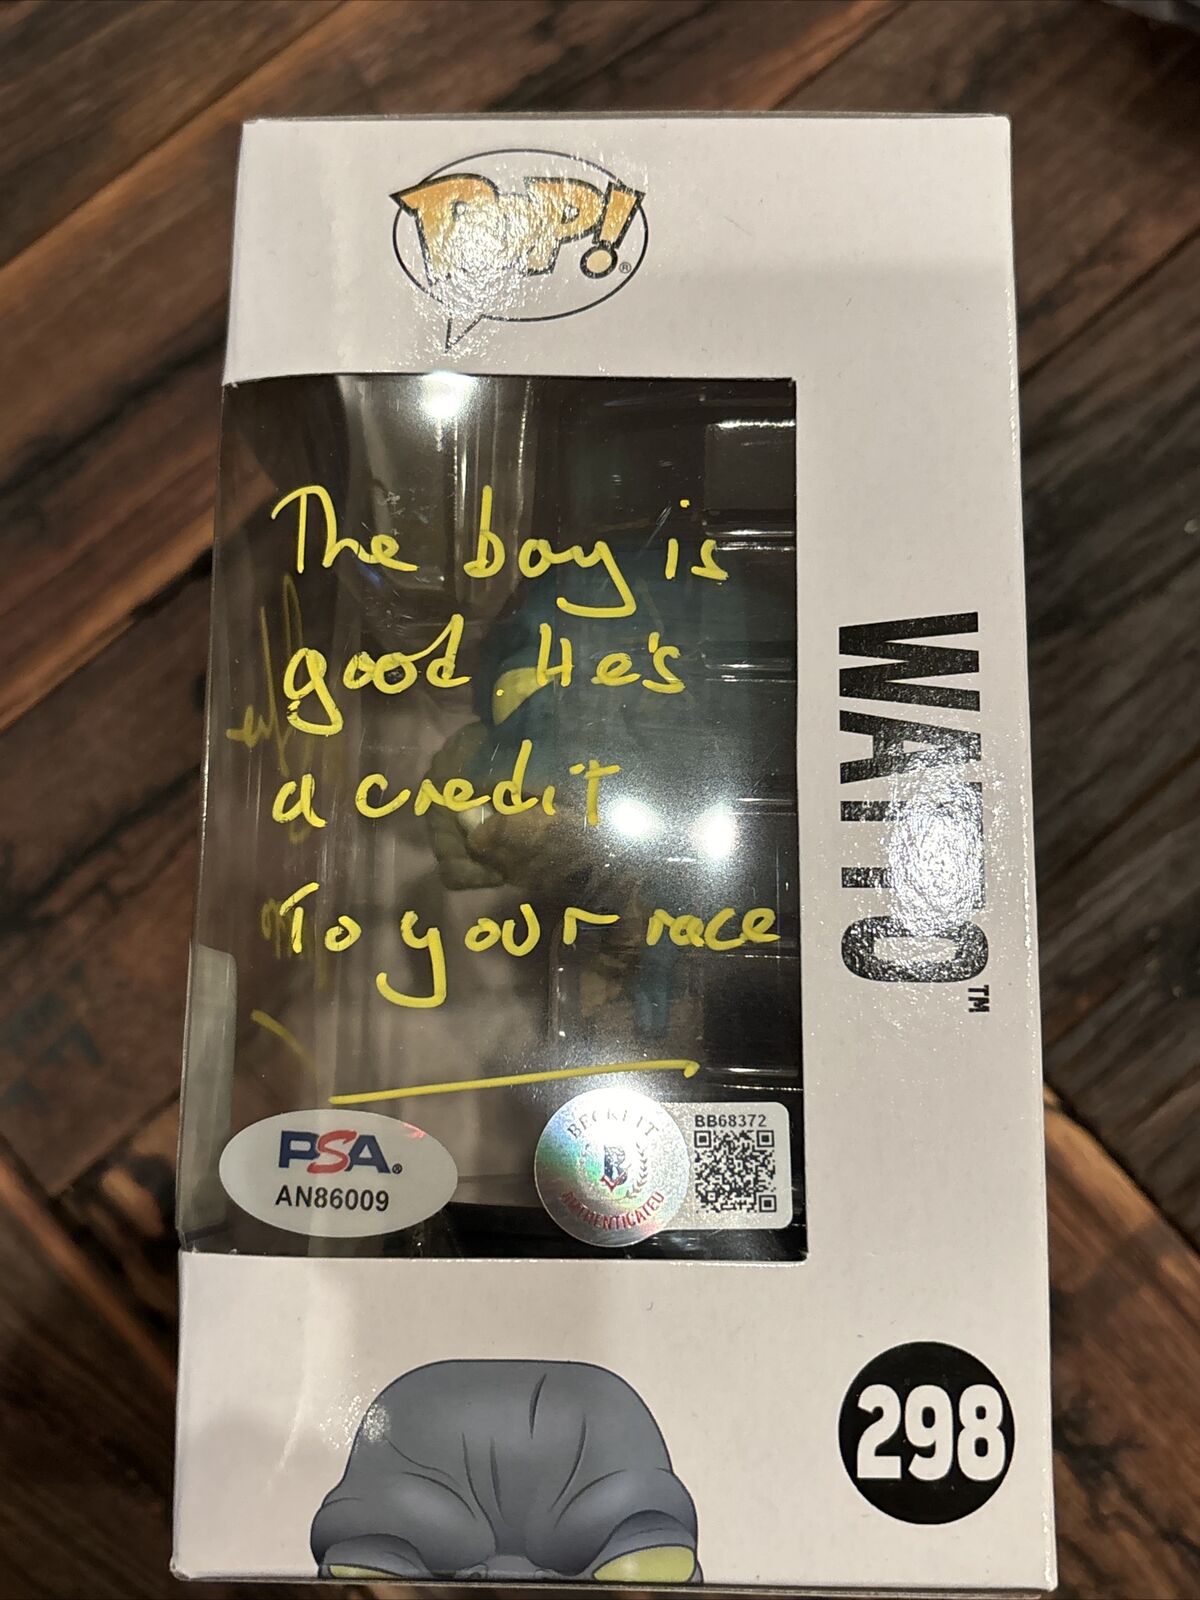 POP!®
The boy is
good. He's
a credit
To your race
WATTO™
PSA®
AN86009
BECKETT
AUTHENTICATED
BB68372
298